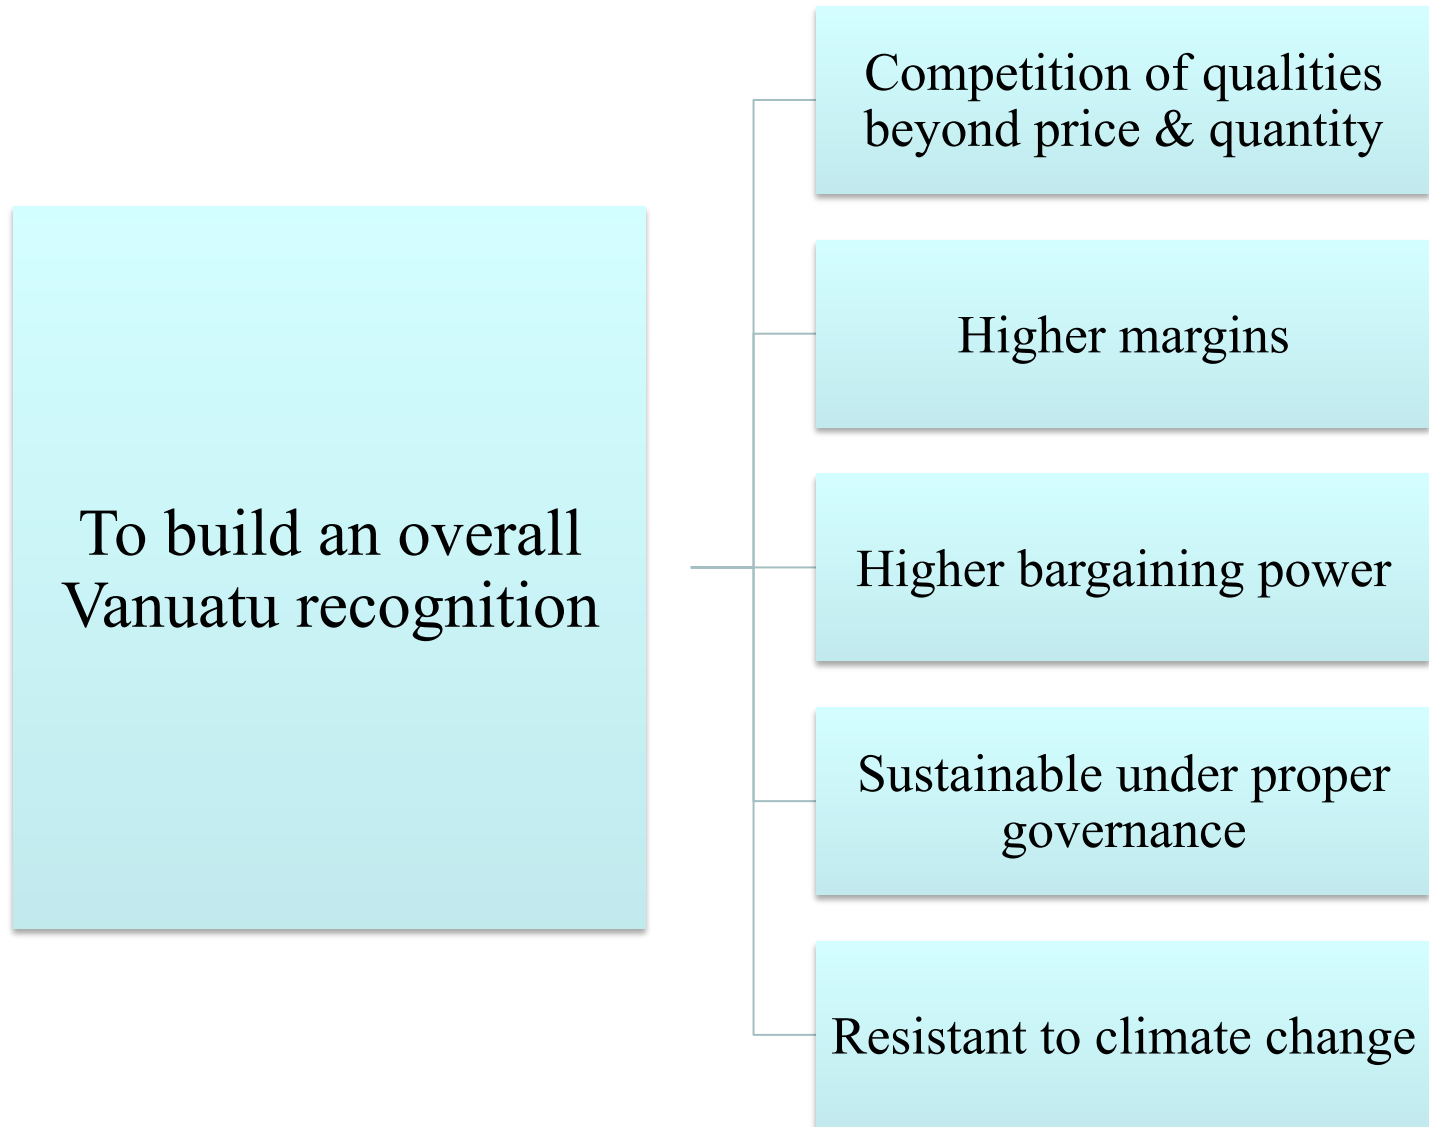 To build an overall
Vanuatu recognition
Competition of qualities
beyond price & quantity
Higher margins
Higher bargaining power
Sustainable under proper
governance
Resistant to climate change